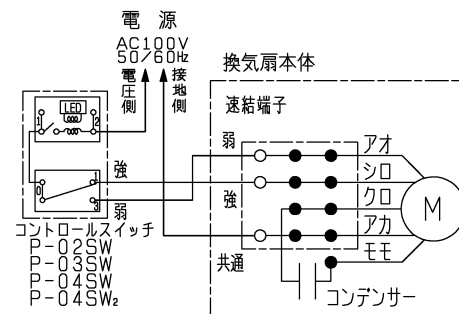 電源
AC100V
50/60Hz
電圧側
接地側
換気扇本体
速結端子
LED
1
2
0
1
3
強
弱
弱
強
共通
アオ
シロ
クロ
アカ
モモ
M
コンデンサー
コントロールスイッチ
P-02SW
P-03SW
P-04SW
P-04SW₂